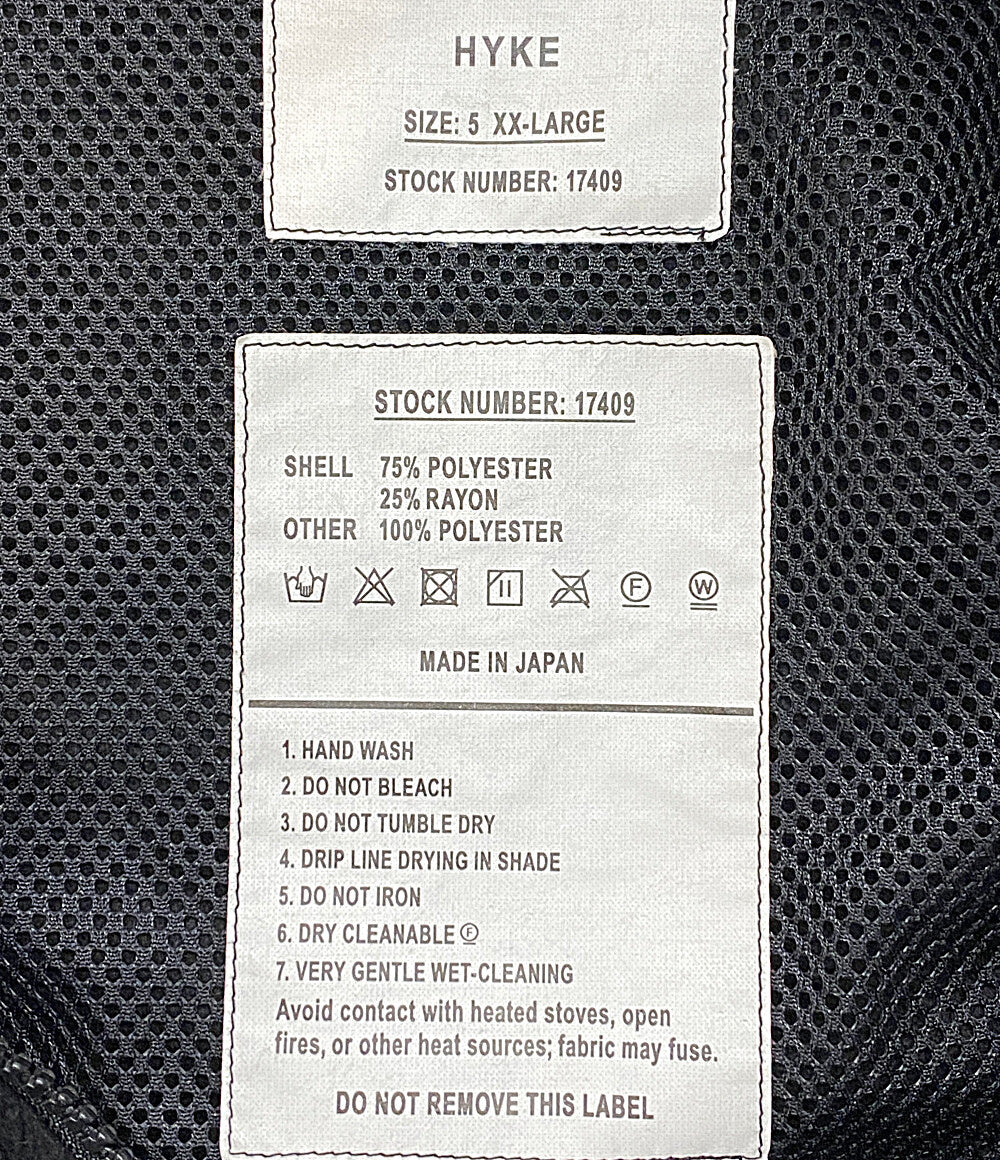 HYKE
SIZE: 5 XX-LARGE
STOCK NUMBER: 17409
STOCK NUMBER: 17409
SHELL 75% POLYESTER
25% RAYON
OTHER 100% POLYESTER
F W
MADE IN JAPAN
1. HAND WASH
2. DO NOT BLEACH
3. DO NOT TUMBLE DRY
4. DRIP LINE DRYING IN SHADE
5. DO NOT IRON
6. DRY CLEANABLE Ⓕ
7. VERY GENTLE WET-CLEANING
Avoid contact with heated stoves, open
fires, or other heat sources; fabric may fuse.
DO NOT REMOVE THIS LABEL